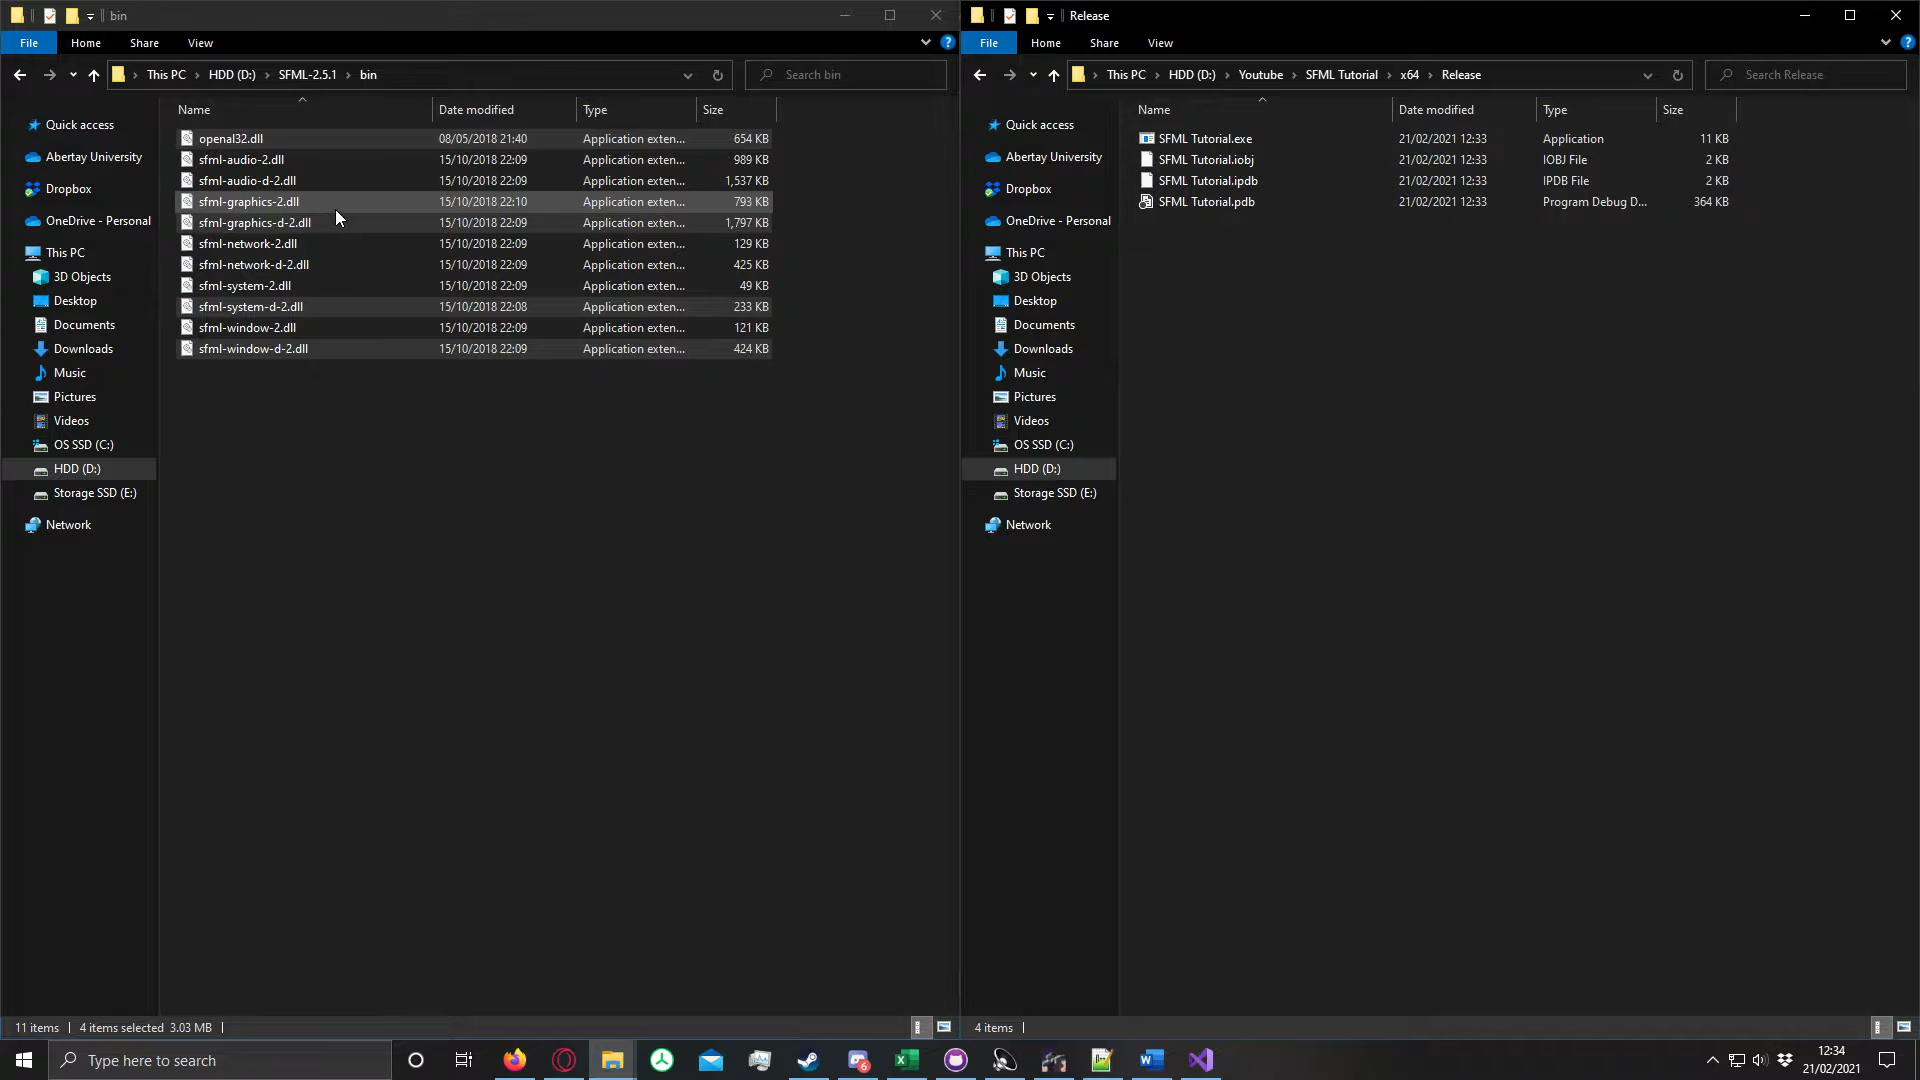 bin
File Home Share View
This PC HDD (D:) SFML-2.5.1 bin
Search bin
Name Date modified Type Size
Quick access
Abertay University
Dropbox
OneDrive - Personal
This PC
3D Objects
Desktop
Documents
Downloads
Music
Pictures
Videos
OS SSD (C:)
HDD (D:)
Storage SSD (E:)
Network
openal32.dll 08/05/2018 21:40 Application exten... 654 KB
sfml-audio-2.dll 15/10/2018 22:09 Application exten... 989 KB
sfml-audio-d-2.dll 15/10/2018 22:09 Application exten... 1,537 KB
sfml-graphics-2.dll 15/10/2018 22:10 Application exten... 793 KB
sfml-graphics-d-2.dll 15/10/2018 22:09 Application exten... 1,797 KB
sfml-network-2.dll 15/10/2018 22:09 Application exten... 129 KB
sfml-network-d-2.dll 15/10/2018 22:09 Application exten... 425 KB
sfml-system-2.dll 15/10/2018 22:09 Application exten... 49 KB
sfml-system-d-2.dll 15/10/2018 22:08 Application exten... 233 KB
sfml-window-2.dll 15/10/2018 22:09 Application exten... 121 KB
sfml-window-d-2.dll 15/10/2018 22:09 Application exten... 424 KB
11 items 4 items selected 3.03 MB
Release
File Home Share View
This PC HDD (D:) Youtube SFML Tutorial x64 Release
Search Release
Name Date modified Type Size
Quick access
Abertay University
Dropbox
OneDrive - Personal
This PC
3D Objects
Desktop
Documents
Downloads
Music
Pictures
Videos
OS SSD (C:)
HDD (D:)
Storage SSD (E:)
Network
SFML Tutorial.exe 21/02/2021 12:33 Application 11 KB
SFML Tutorial.iobj 21/02/2021 12:33 IOBJ File 2 KB
SFML Tutorial.ipdb 21/02/2021 12:33 IPDB File 2 KB
SFML Tutorial.pdb 21/02/2021 12:33 Program Debug D... 364 KB
4 items
Type here to search
6
12:34
21/02/2021